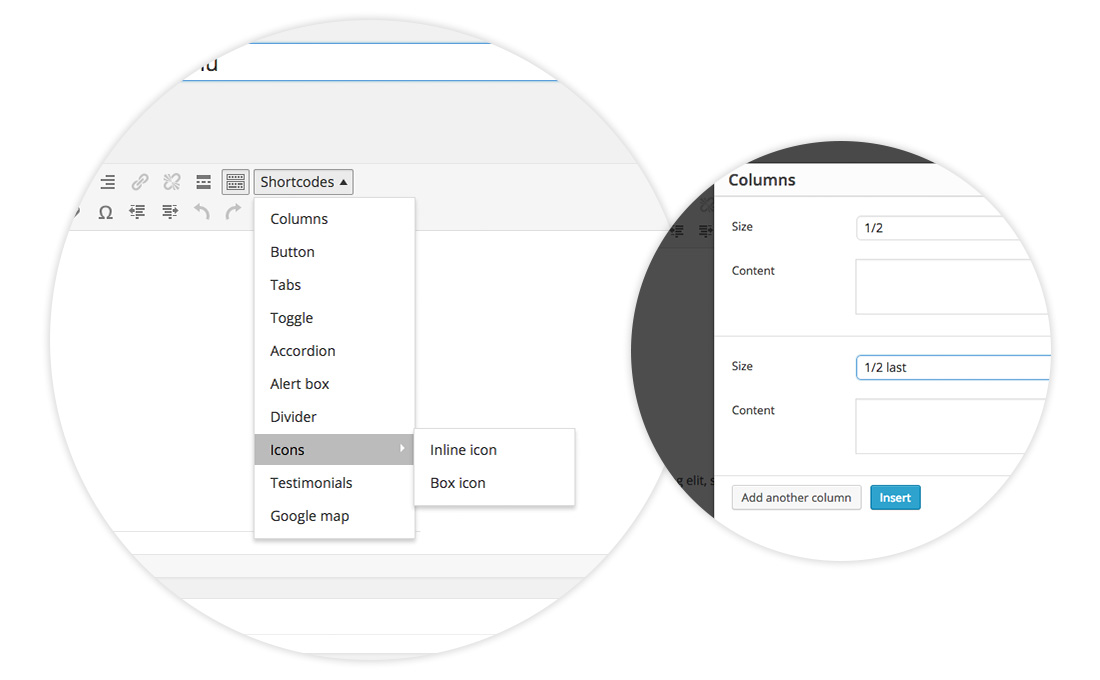 Shortcodes
Columns
Button
Tabs
Toggle
Accordion
Alert box
Divider
Icons
Inline icon
Box icon
Testimonials
Google map
Columns
Size
1/2
Content
Size
1/2 last
Content
elit,
Add another column
Insert